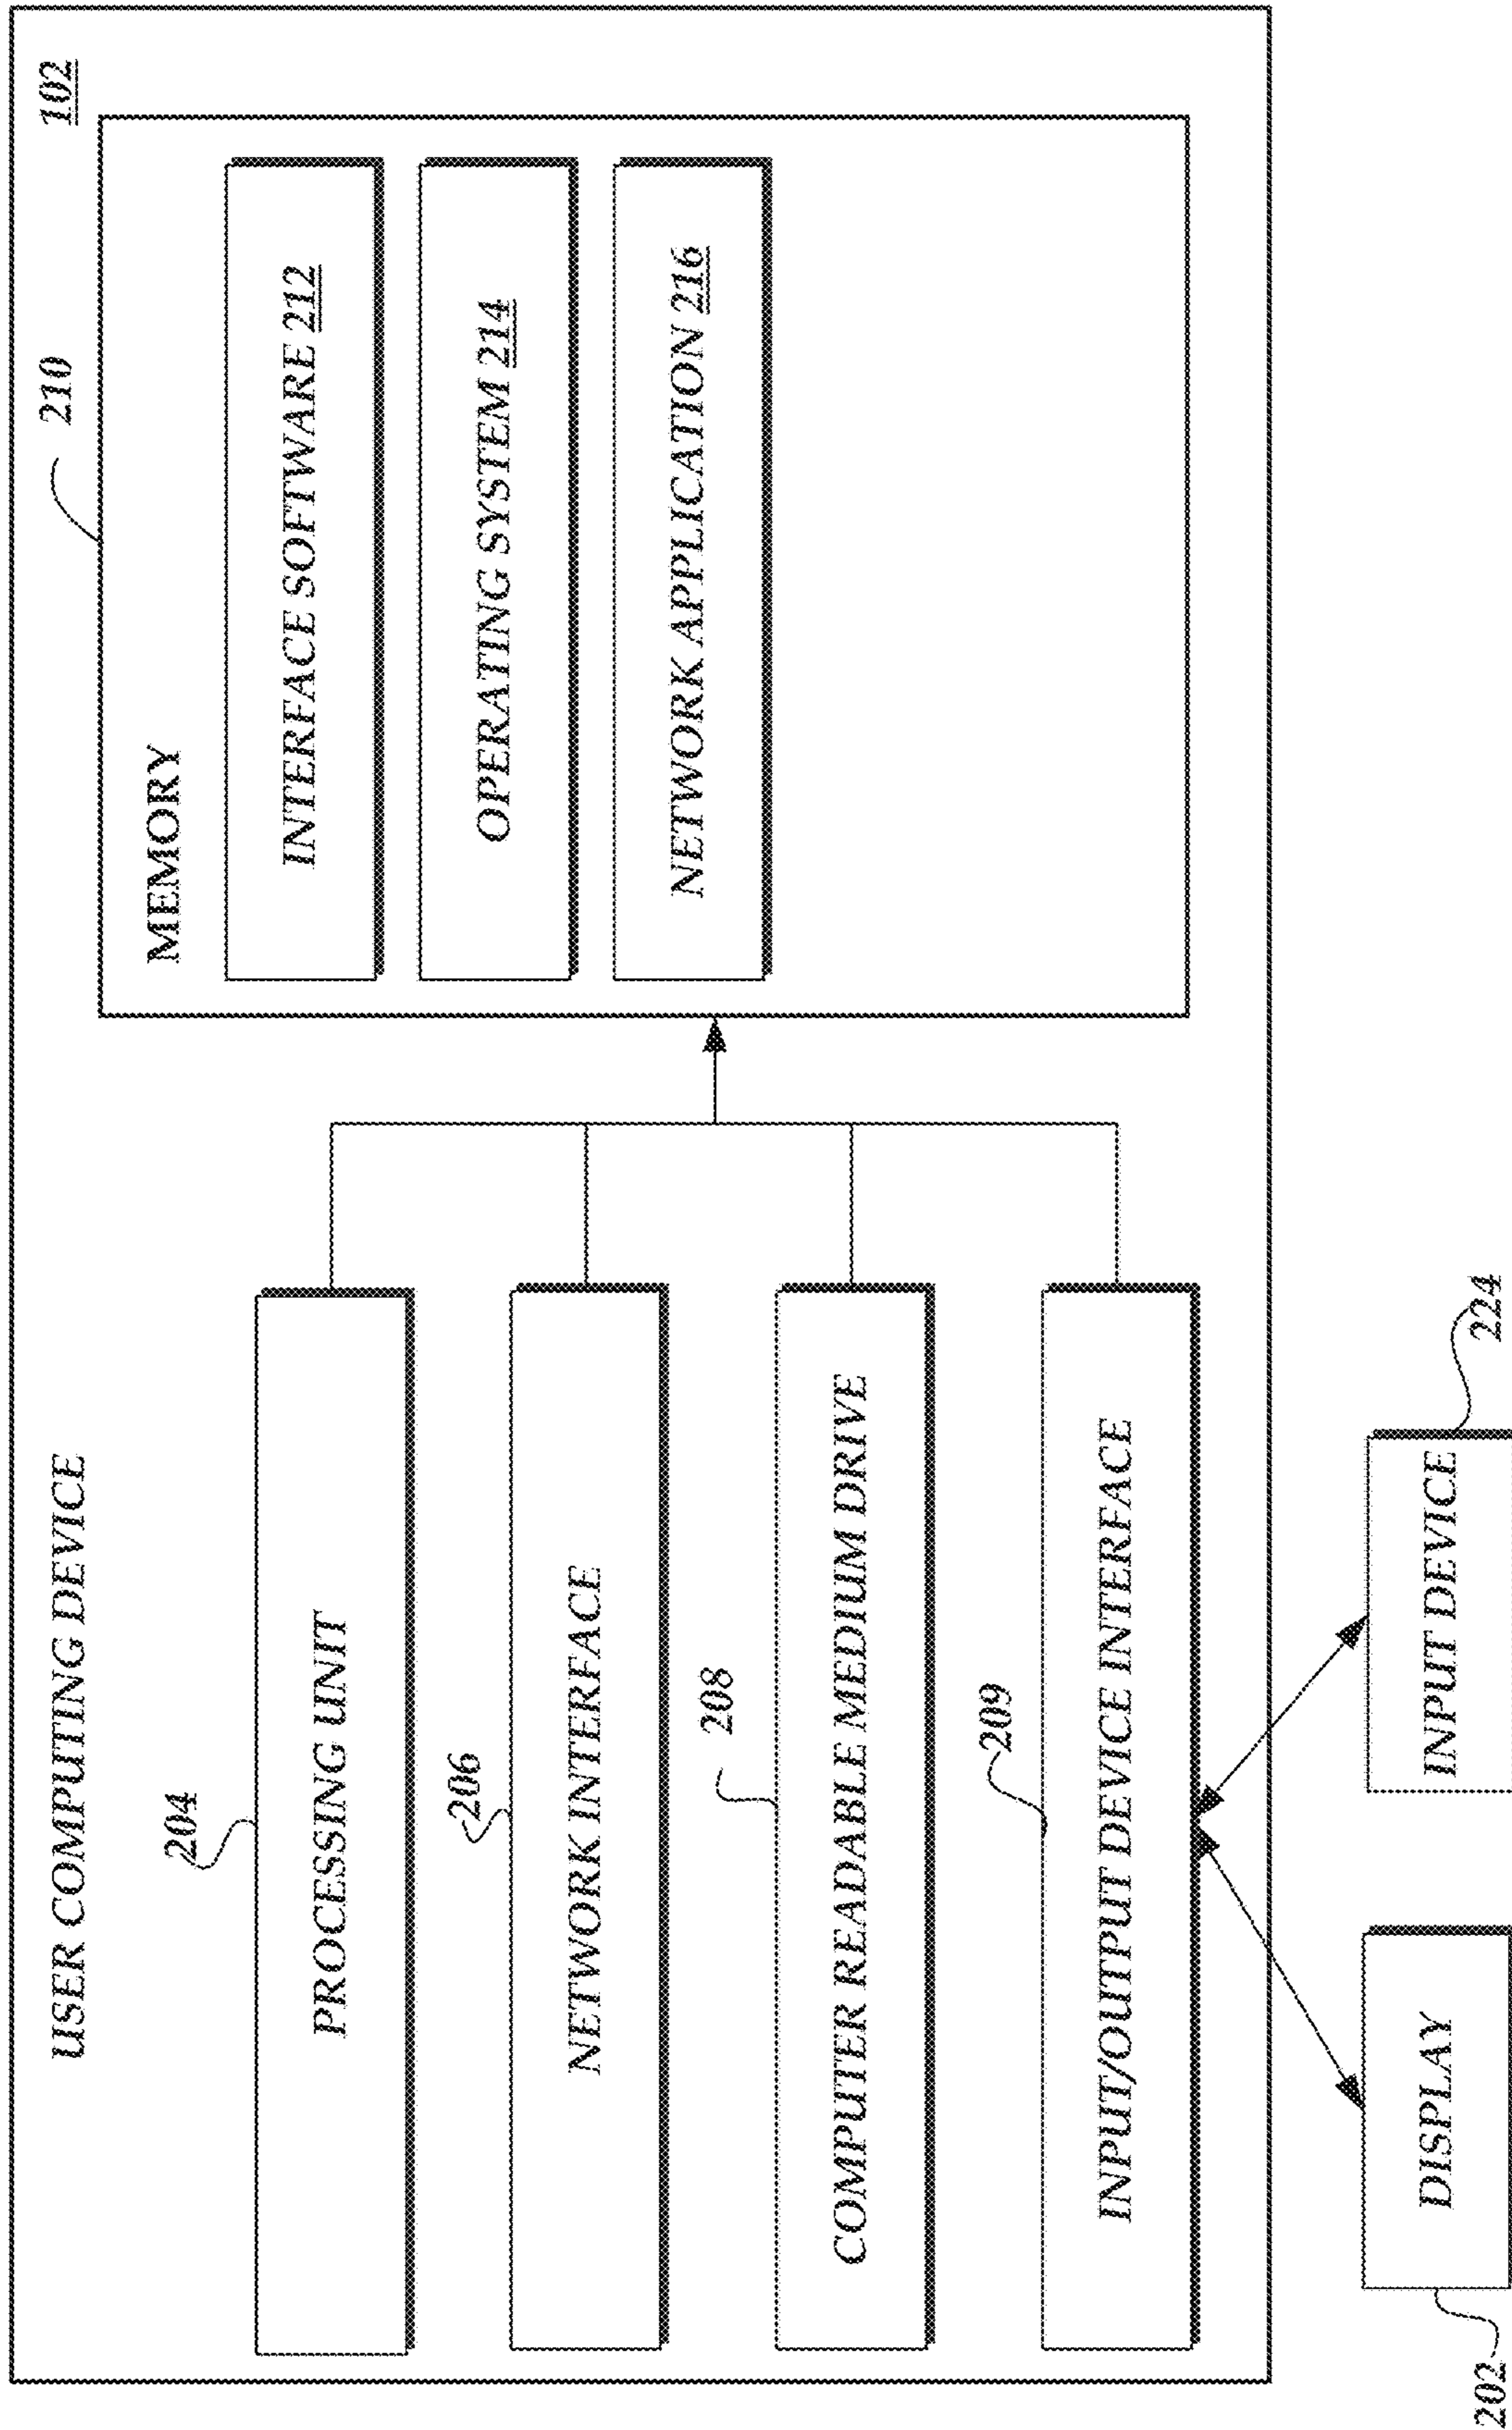 USER COMPUTING DEVICE
102
204
PROCESSING UNIT
206
NETWORK INTERFACE
208
COMPUTER READABLE MEDIUM DRIVE
209
INPUT/OUTPUT DEVICE INTERFACE
210
MEMORY
INTERFACE SOFTWARE 212
OPERATING SYSTEM 214
NETWORK APPLICATION 216
202
DISPLAY
INPUT DEVICE
224